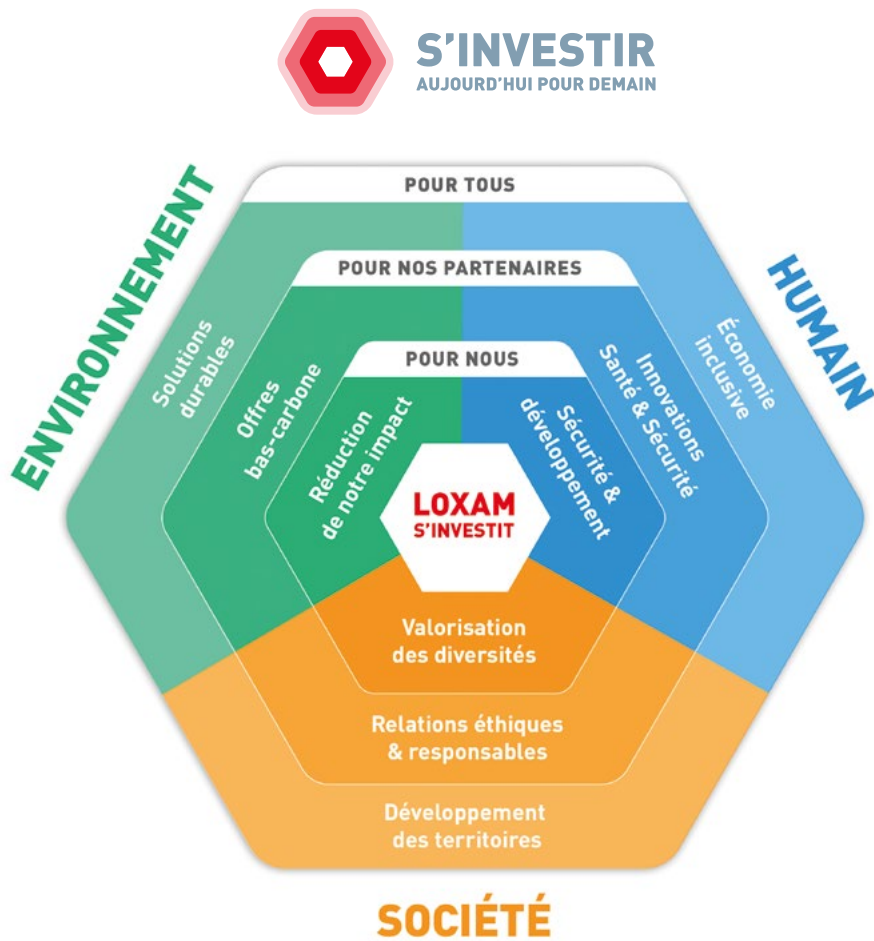 S'INVESTIR
AUJOURD'HUI POUR DEMAIN
ENVIRONNEMENT
HUMAIN
POUR TOUS
Solutions
durables
Économie
inclusive
POUR NOS PARTENAIRES
Offres
bas-carbone
Innovations
Santé & Sécurité
POUR NOUS
Réduction
de notre impact
Sécurité &
développement
LOXAM
S'INVESTIT
Valorisation
des diversités
Relations éthiques
& responsables
Développement
des territoires
SOCIÉTÉ